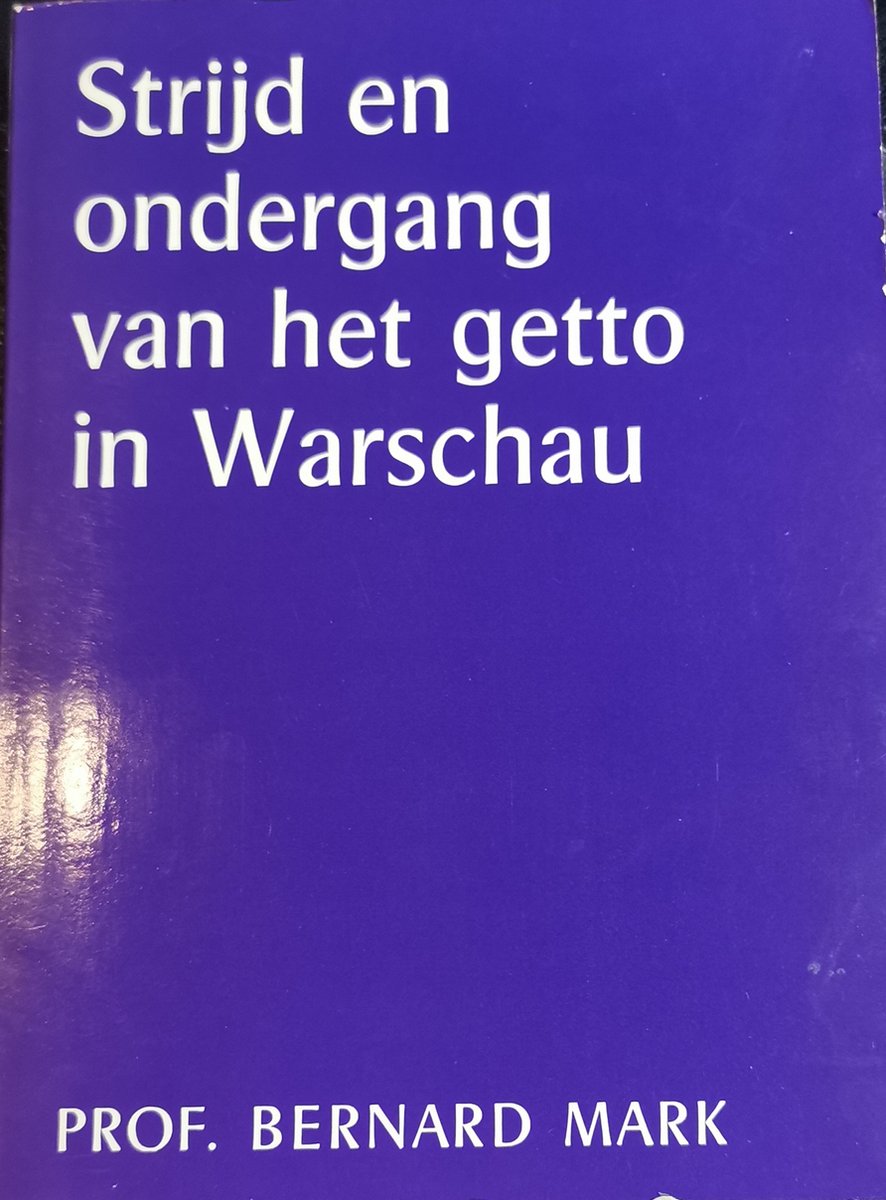 Strijd en
ondergang
van het getto
in Warschau
PROF. BERNARD MARK